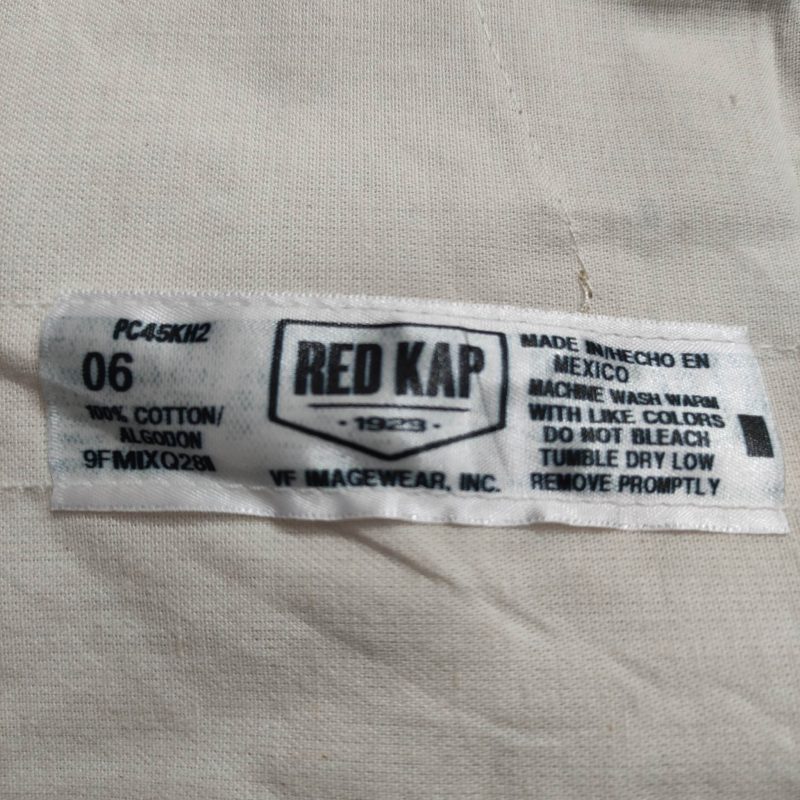 PC45KH2
06
100% COTTON/
ALGODON
RED KAP
· 1923 ·
VF IMAGEWEAR, INC.
MADE IN/HECHO EN
MEXICO
MACHINE WASH WARM
WITH LIKE COLORS
DO NOT BLEACH
TUMBLE DRY LOW
REMOVE PROMPTLY